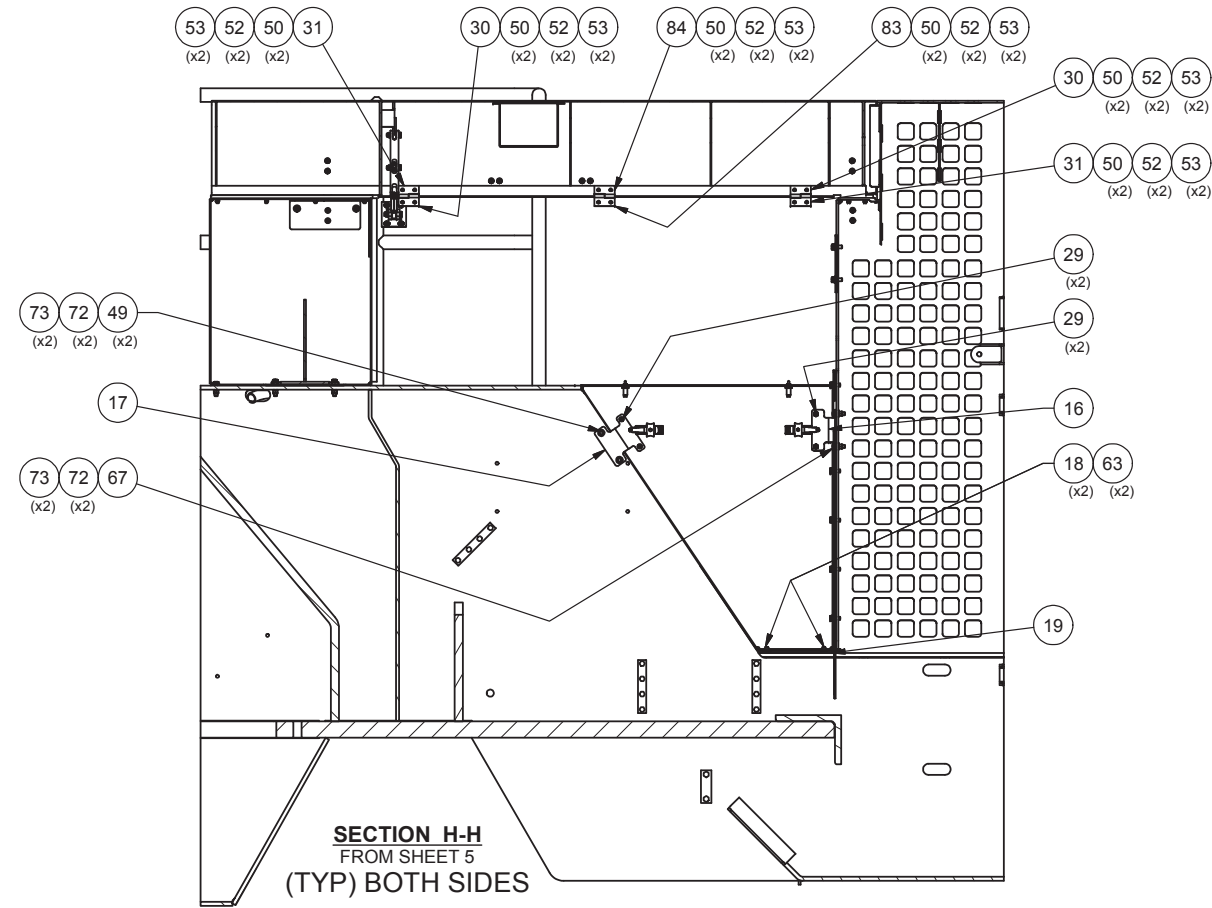 53 52 50 31
(x2) (x2) (x2)
30 50 52 53
(x2) (x2) (x2)
84 50 52 53
(x2) (x2) (x2)
83 50 52 53
(x2) (x2) (x2)
30 50 52 53
(x2) (x2) (x2)
31 50 52 53
(x2) (x2) (x2)
29
(x2)
29
(x2)
73 72 49
(x2) (x2) (x2)
17
16
73 72 67
(x2) (x2) (x2)
18 63
(x2) (x2)
19
SECTION H-H
FROM SHEET 5
(TYP) BOTH SIDES